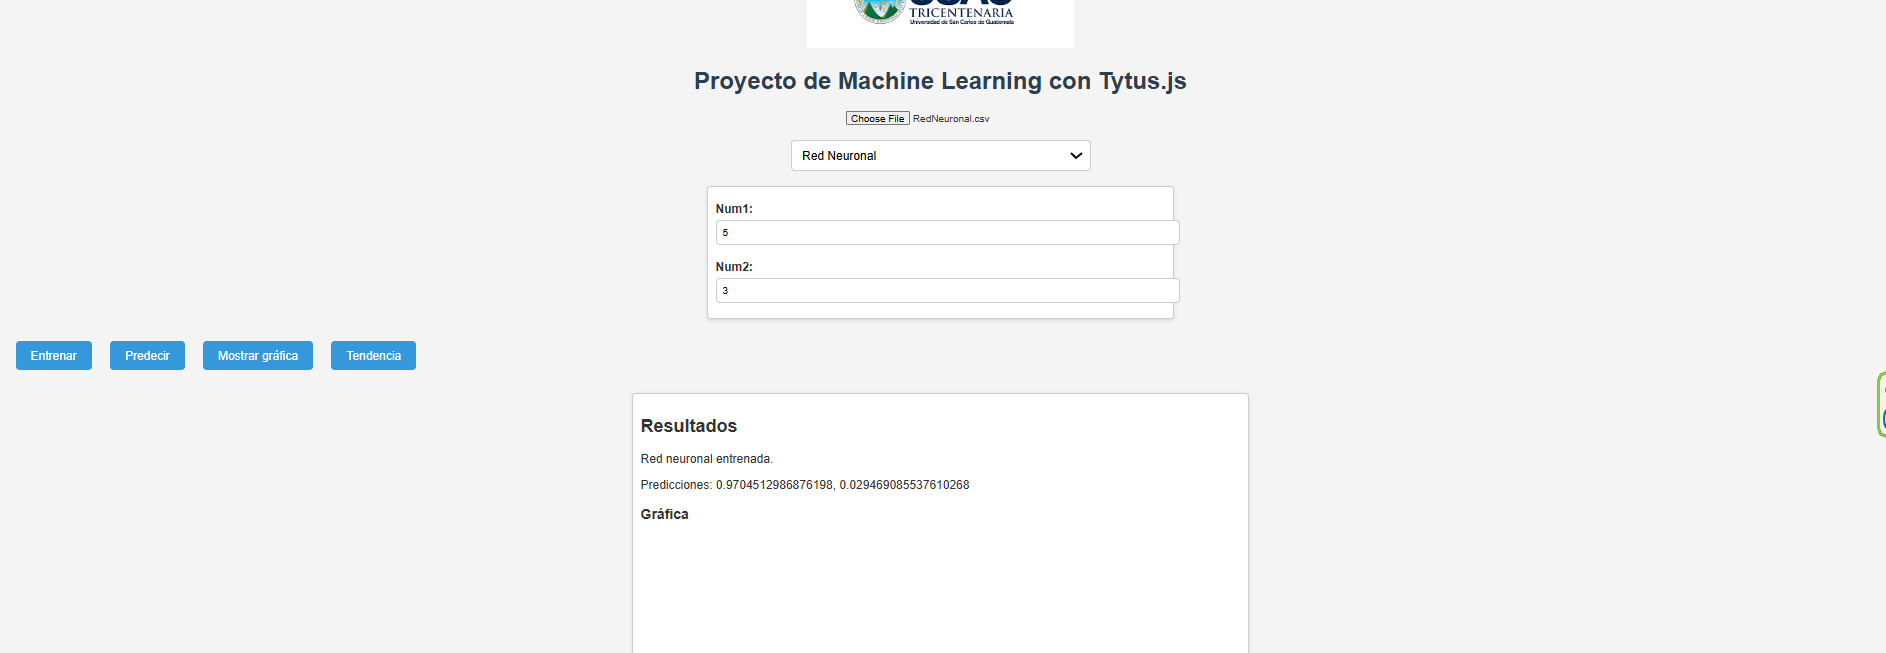 TRICENTENARIA
Universidad de San Carlos de Guatemala
Proyecto de Machine Learning con Tytus.js
Choose File RedNeuronal.csv
Red Neuronal
Num1:
5
Num2:
3
Entrenar Predecir Mostrar gráfica Tendencia
Resultados
Red neuronal entrenada.
Predicciones: 0.9704512986876198, 0.029469085537610268
Gráfica